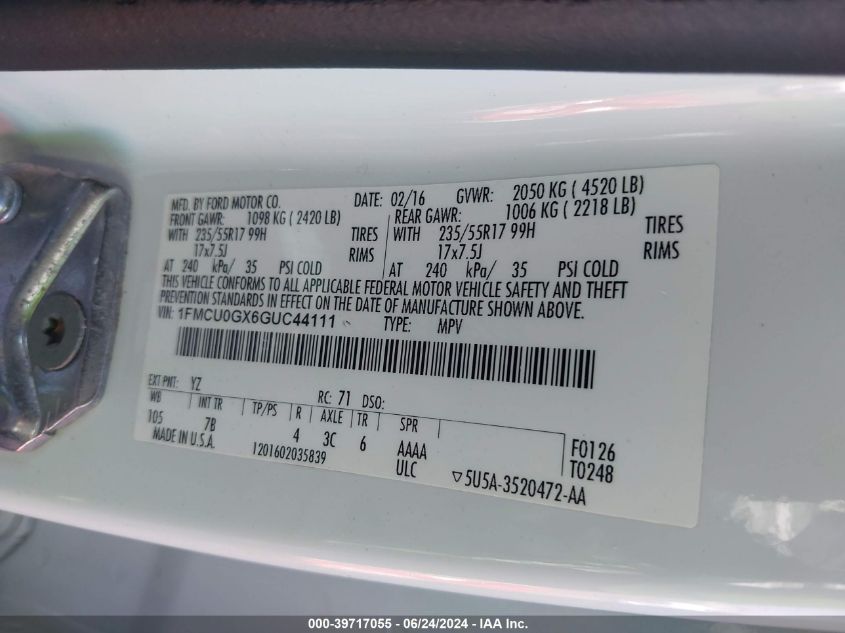 MFD. BY FORD MOTOR CO. DATE: 02/16 GVWR: 2050 KG ( 4520 LB)
FRONT GAWR: 1098 KG ( 2420 LB) REAR GAWR: 1006 KG ( 2218 LB)
WITH 235/55R17 99H TIRES WITH 235/55R17 99H TIRES
17x7.5J RIMS 17x7.5J RIMS
AT 240 kPa/ 35 PSI COLD AT 240 kPa/ 35 PSI COLD
THIS VEHICLE CONFORMS TO ALL APPLICABLE FEDERAL MOTOR VEHICLE SAFETY AND THEFT
PREVENTION STANDARDS IN EFFECT ON THE DATE OF MANUFACTURE SHOWN ABOVE.
VIN: 1FMCU0GX6GUC44111 TYPE: MPV
EXT PNT: YZ RC: 71 DSO:
WB INT TR TP/PS R AXLE TR SPR
105 7B 4 3C 6 AAAA F0126
MADE IN U.S.A. 1201602035839 ULC T0248
▽5U5A-3520472-AA
000-39717055 - 06/24/2024 - IAA Inc.